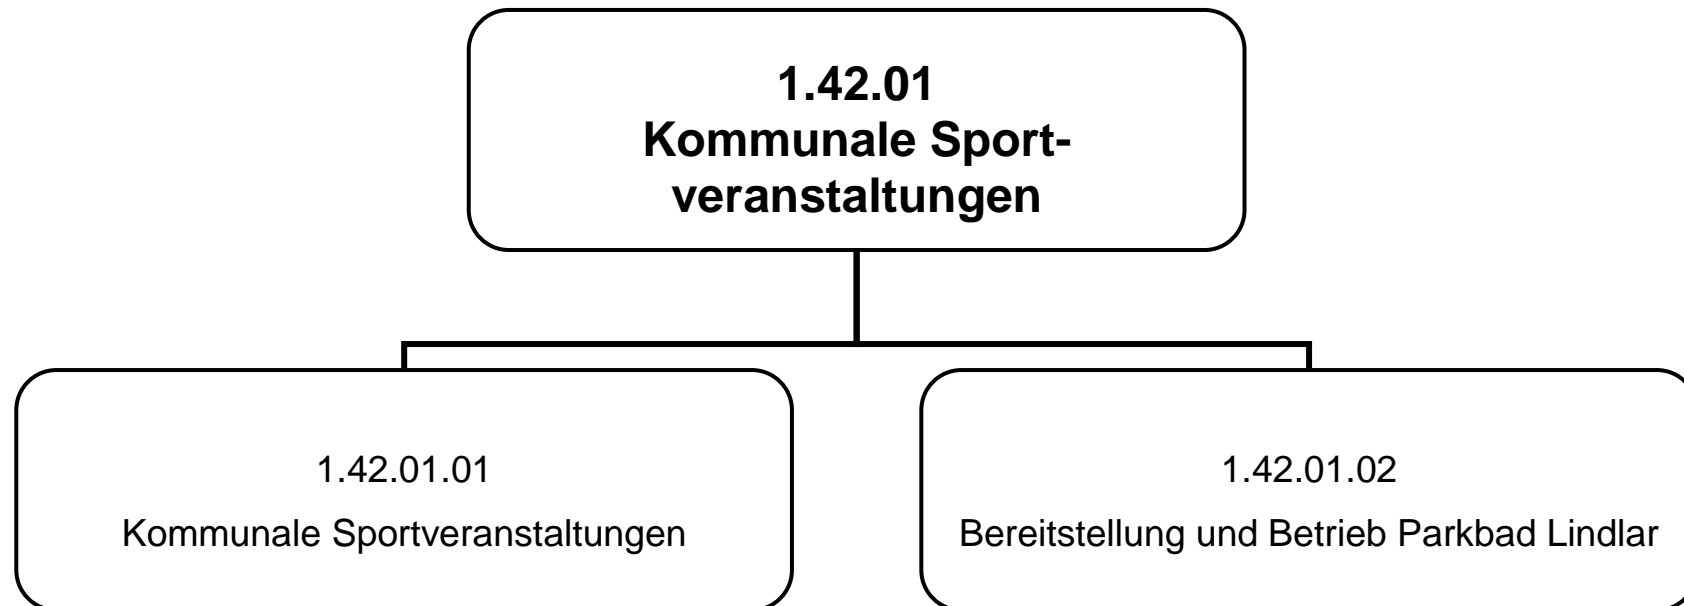 1.42.01
Kommunale Sport-
veranstaltungen
1.42.01.01
Kommunale Sportveranstaltungen
1.42.01.02
Bereitstellung und Betrieb Parkbad Lindlar